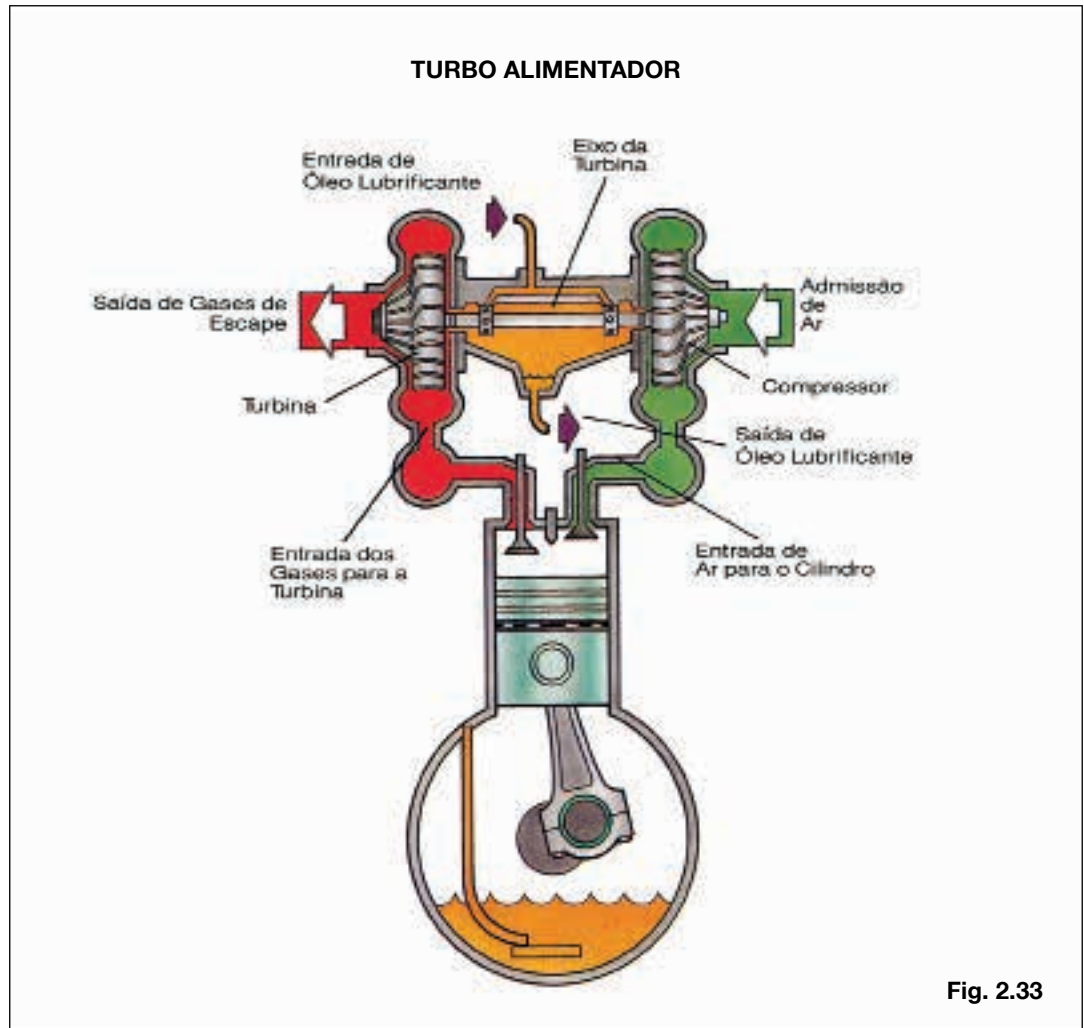 TURBO ALIMENTADOR
Entrada de
Óleo Lubrificante
Eixo da
Turbina
Saída de Gases de
Escape
Admissão
de
Ar
Turbina
Compressor
Saída de
Óleo Lubrificante
Entrada dos
Gases para a
Turbina
Entrada de
Ar para o Cilindro
Fig. 2.33